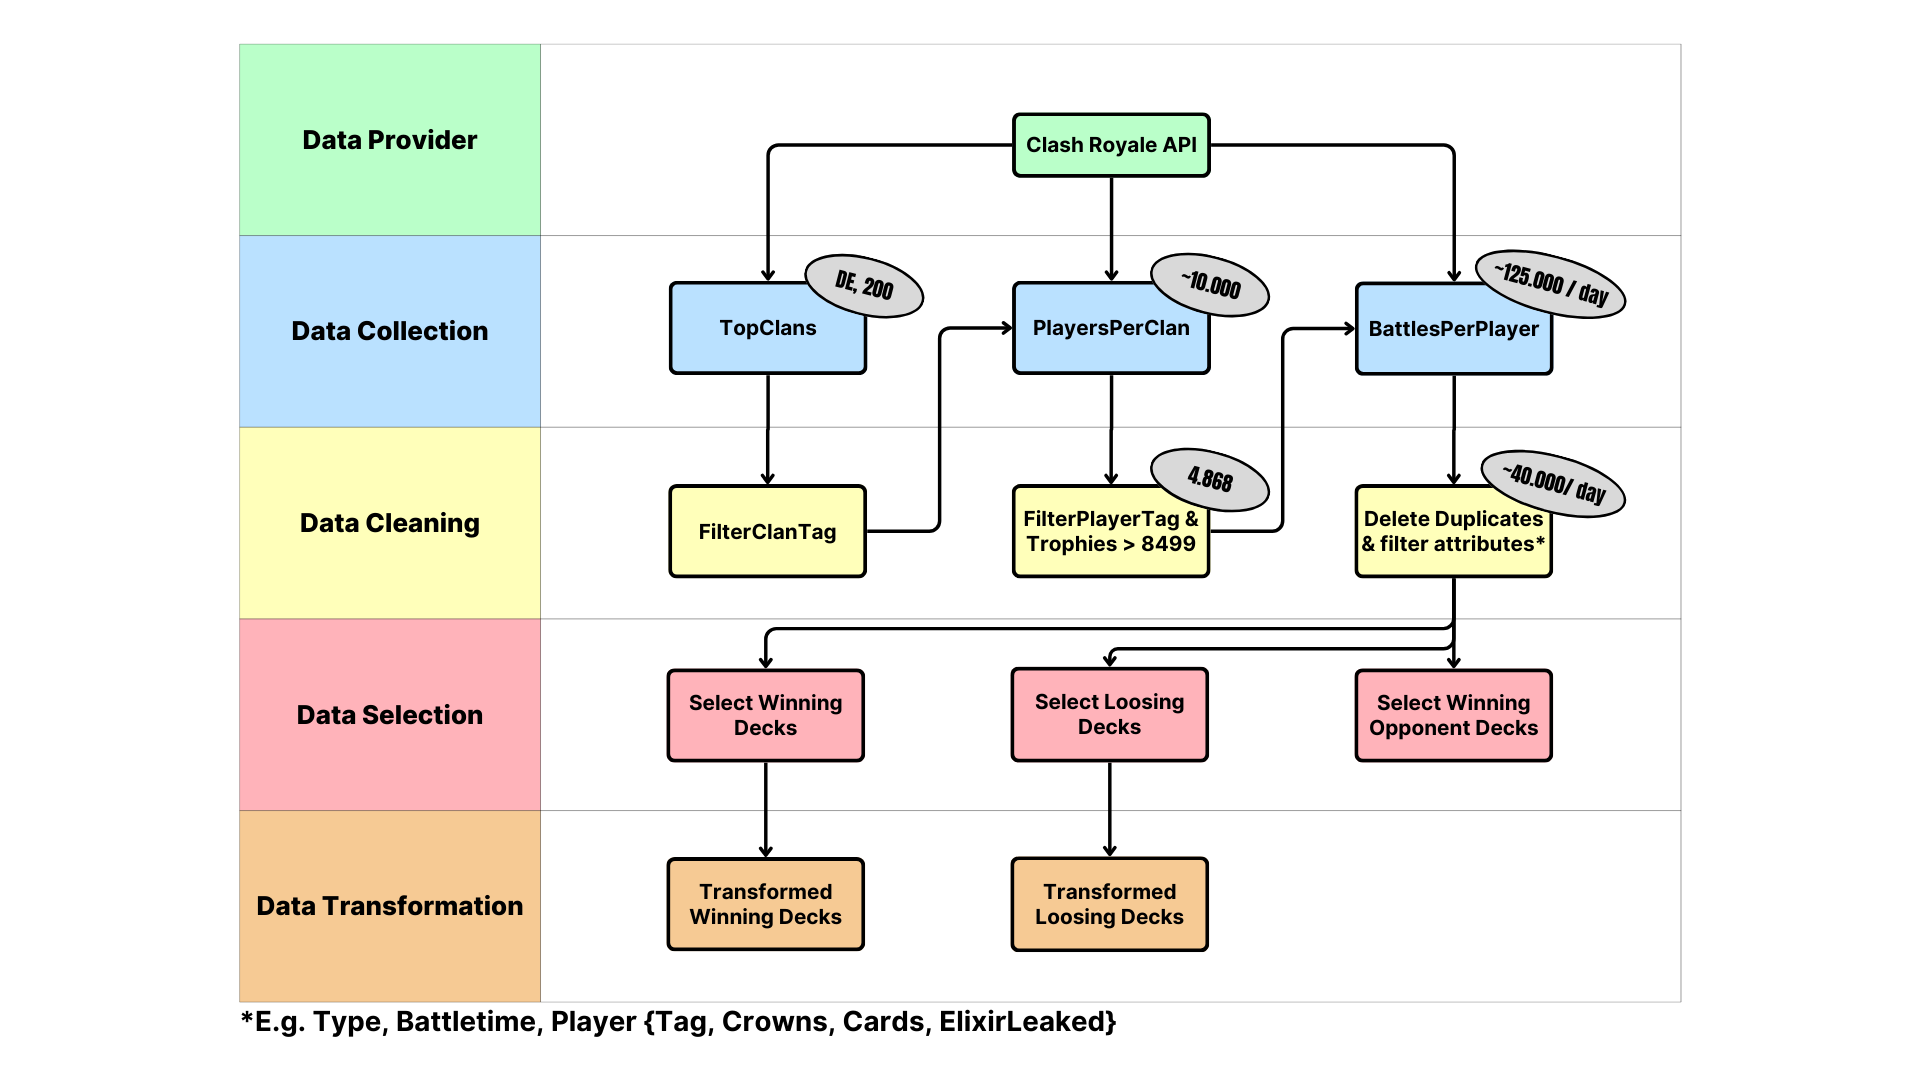 Data Provider
Clash Royale API
Data Collection
TopClans
DE, 200
PlayersPerClan
~10.000
BattlesPerPlayer
~125.000 / day
Data Cleaning
FilterClanTag
FilterPlayerTag &
Trophies > 8499
4.868
Delete Duplicates
& filter attributes*
~40.000/ day
Data Selection
Select Winning
Decks
Select Loosing
Decks
Select Winning
Opponent Decks
Data Transformation
Transformed
Winning Decks
Transformed
Loosing Decks
*E.g. Type, Battletime, Player {Tag, Crowns, Cards, ElixirLeaked}